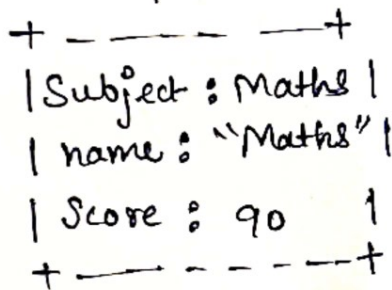 + - — — — +
| Subject : Maths |
| name : "Maths" |
| Score : 90 |
+ — - - - — +